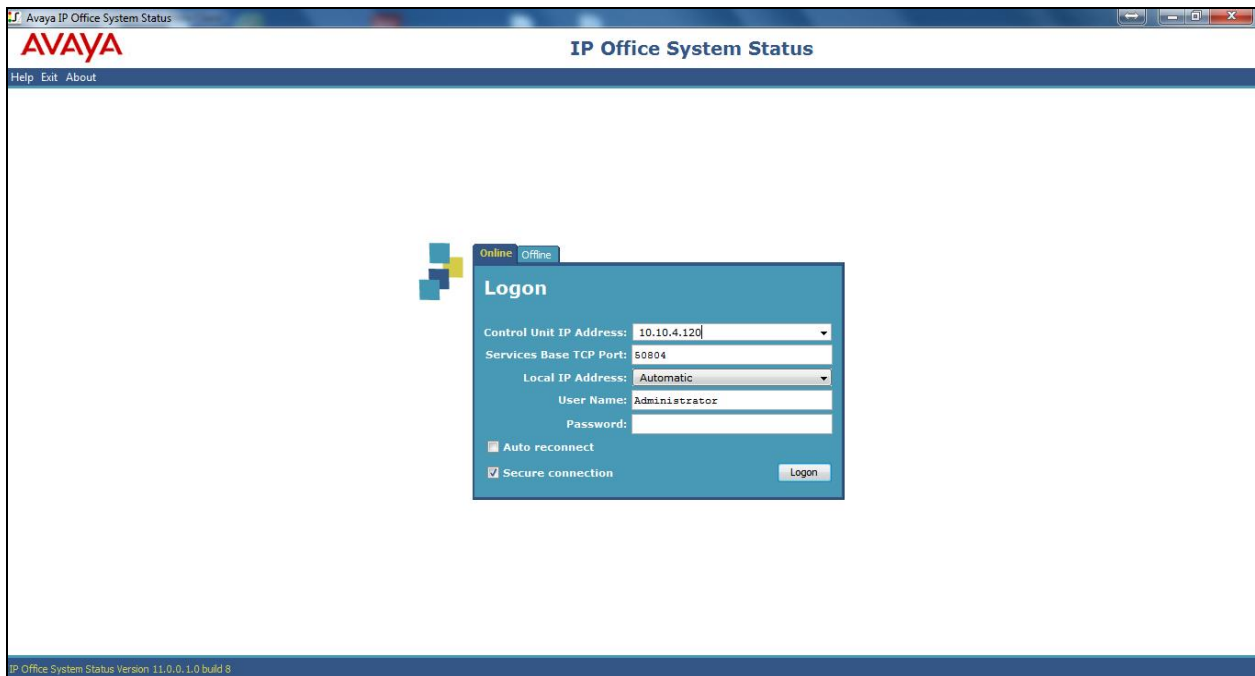 Avaya IP Office System Status
AVAYA
IP Office System Status
Help Exit About
Online Offline
Logon
Control Unit IP Address: 10.10.4.120
Services Base TCP Port: 50804
Local IP Address: Automatic
User Name: Administrator
Password:
Auto reconnect
Secure connection
Logon
IP Office System Status Version 11.0.0.1.0 build 8